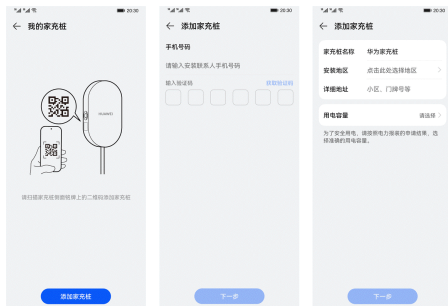 20:30
← 我的家充桩
HUAWEI
请扫描家充桩侧面铭牌上的二维码添加家充桩
添加家充桩
20:30
← 添加家充桩
手机号码
请输入安装联系人手机号码
输入验证码 获取验证码
下一步
20:30
← 添加家充桩
家充桩名称 华为家充桩
安装地区 点击此处选择地区
详细地址 小区、门牌号等
用电容量 请选择
为了安全用电，请按照电力报装的申请结果，选
择准确的用电容量。
下一步